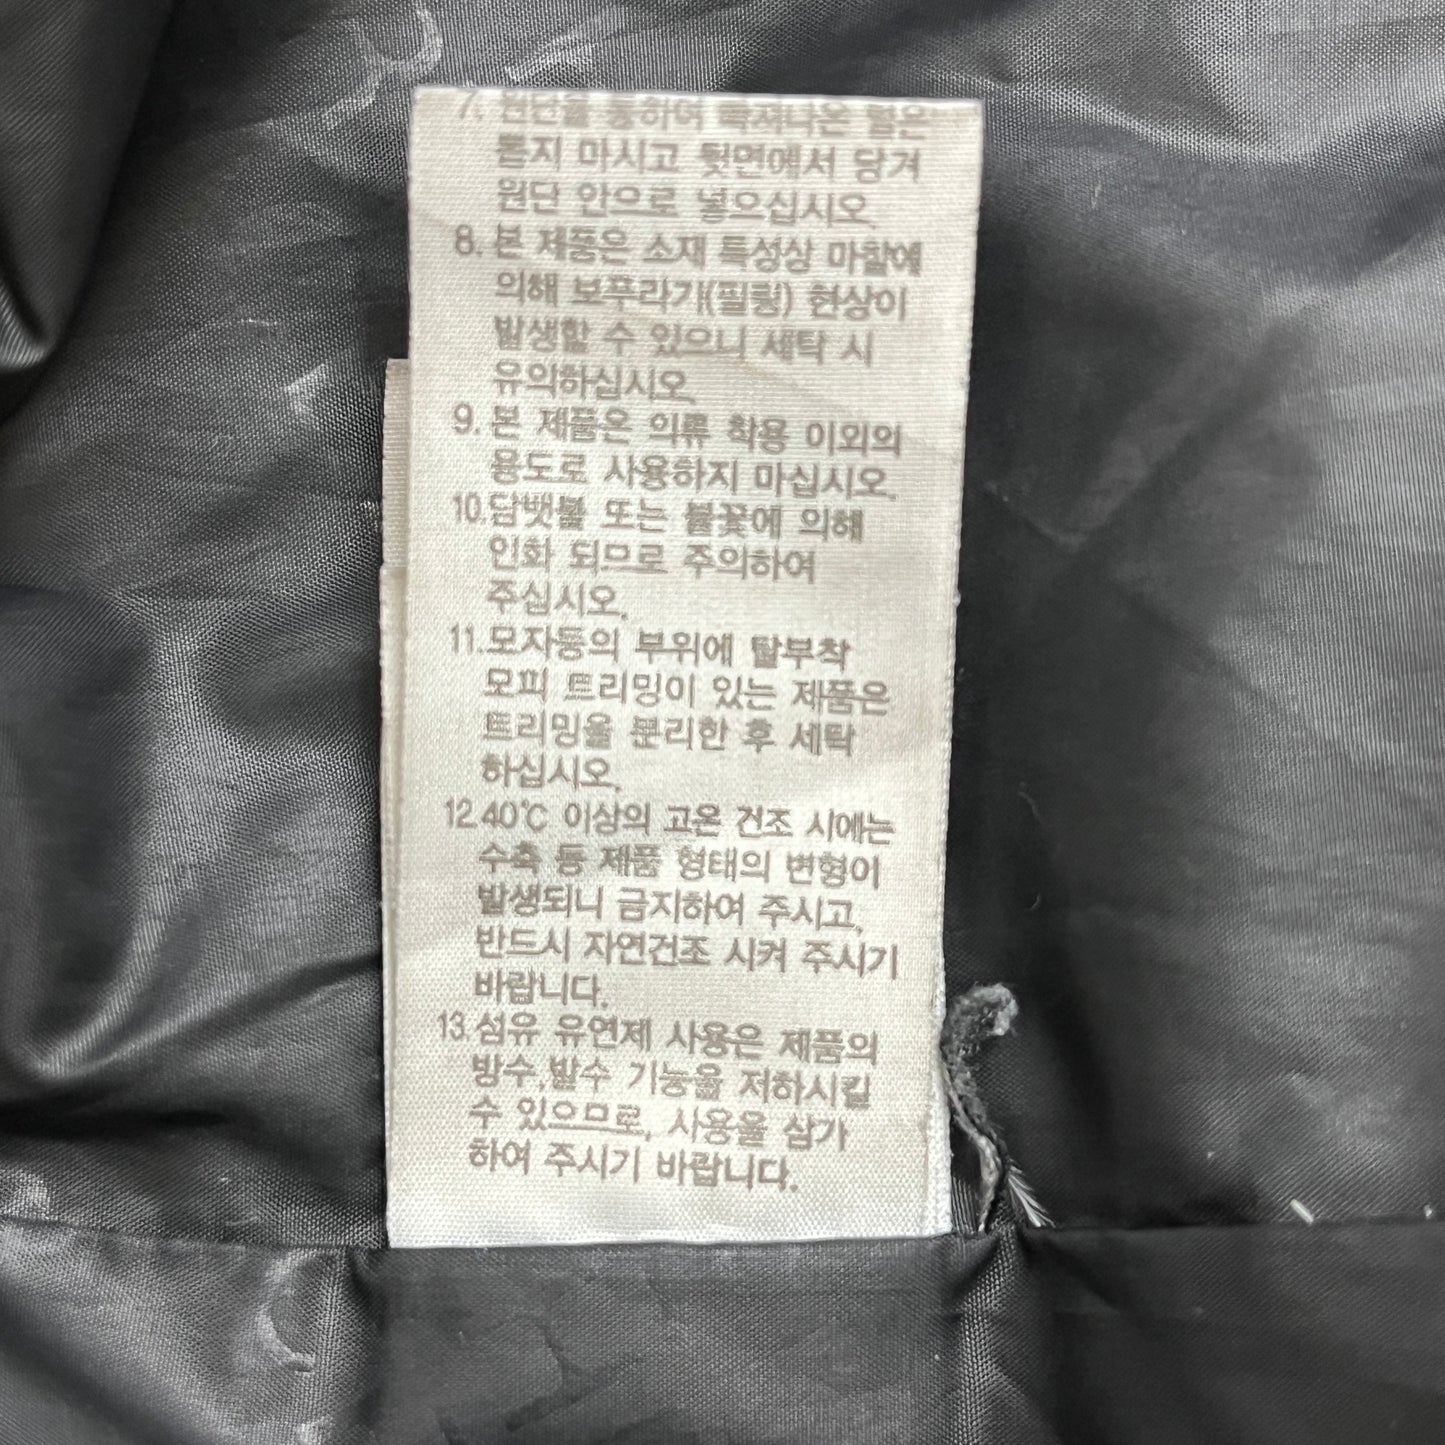 7. 원단을 통하여 빠져나온 털은
뽑지 마시고 뒷면에서 당겨
원단 안으로 넣으십시오.
8. 본 제품은 소재 특성상 마찰에
의해 보푸라기(필링) 현상이
발생할 수 있으니 세탁 시
유의하십시오.
9. 본 제품은 의류 착용 이외의
용도로 사용하지 마십시오.
10. 담뱃불 또는 불꽃에 의해
인화 되므로 주의하여
주십시오.
11. 모자등의 부위에 탈부착
모피 트리밍이 있는 제품은
트리밍을 분리한 후 세탁
하십시오.
12. 40℃ 이상의 고온 건조 시에는
수축 등 제품 형태의 변형이
발생되니 금지하여 주시고,
반드시 자연건조 시켜 주시기
바랍니다.
13. 섬유 유연제 사용은 제품의
방수,발수 기능을 저하시킬
수 있으므로, 사용을 삼가
하여 주시기 바랍니다.